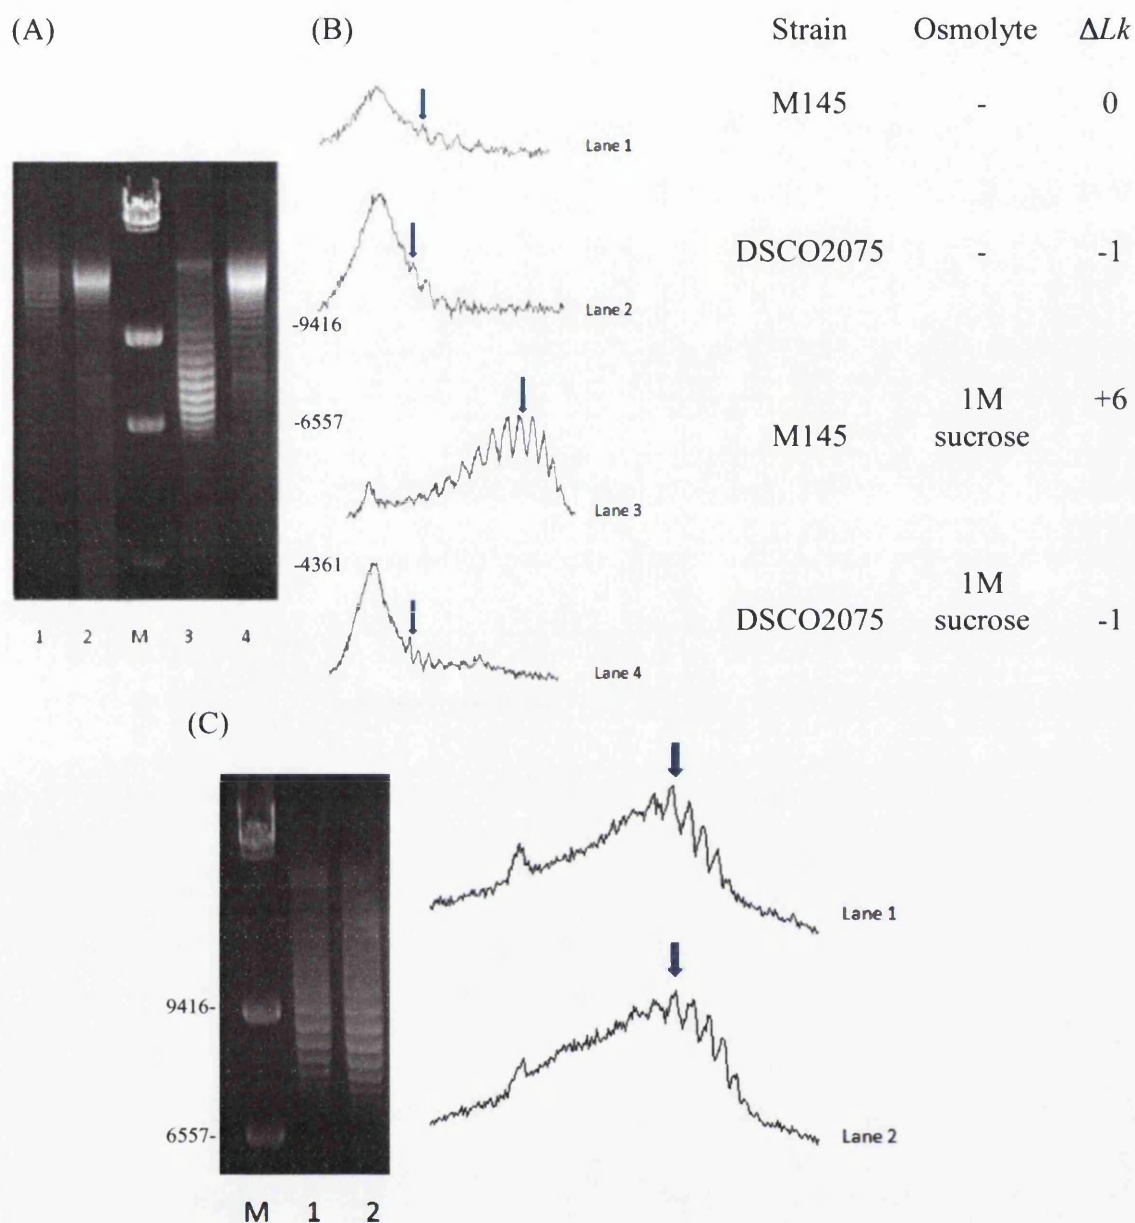 (A)
(B)
Strain Osmolyte ΔLk
M145 - 0
Lane 1
DSCO2075 - -1
Lane 2
-9416
1M +6
-6557
M145 sucrose
Lane 3
-4361
1M
DSCO2075 sucrose -1
1 2 M 3 4
Lane 4
(C)
Lane 1
9416-
6557-
Lane 2
M 1 2